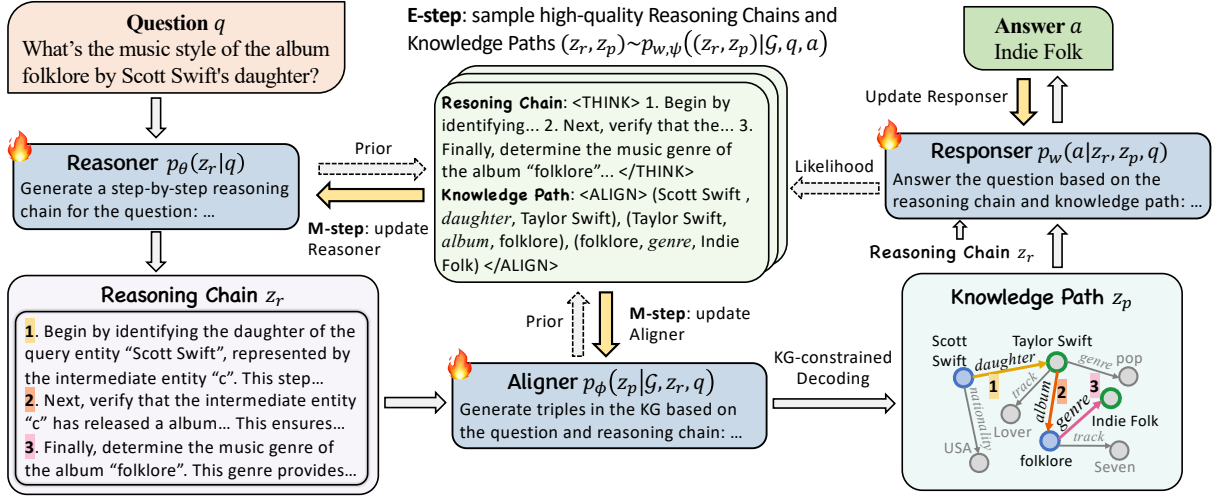 Question q
What's the music style of the album
folklore by Scott Swift's daughter?
E-step: sample high-quality Reasoning Chains and
Knowledge Paths (z_r, z_p)~p_{w,ψ}((z_r, z_p)|𝒢, q, a)
Answer a
Indie Folk
Update Responser
Reasoner p_θ(z_r|q)
Generate a step-by-step reasoning
chain for the question: …
Prior
M-step: update
Reasoner
Resoning Chain: <THINK> 1. Begin by
identifying... 2. Next, verify that the... 3.
Finally, determine the music genre of
the album “folklore”... </THINK>
Knowledge Path: <ALIGN> (Scott Swift ,
daughter, Taylor Swift), (Taylor Swift,
album, folklore), (folklore, genre, Indie
Folk) </ALIGN>
Likelihood
Responser p_w(a|z_r, z_p, q)
Answer the question based on the
reasoning chain and knowledge path: …
Reasoning Chain z_r
Reasoning Chain z_r
1. Begin by identifying the daughter of the
query entity “Scott Swift”, represented by
the intermediate entity “c”. This step…
2. Next, verify that the intermediate entity
“c” has released a album… This ensures…
3. Finally, determine the music genre of
the album “folklore”. This genre provides…
Prior
M-step: update
Aligner
Aligner p_ϕ(z_p|𝒢, z_r, q)
Generate triples in the KG based on
the question and reasoning chain: …
KG-constrained
Decoding
Knowledge Path z_p
Scott
Swift
Taylor Swift
daughter
1
genre
pop
track
album
2
genre
3
Indie Folk
nationality
Lover
USA
folklore
track
Seven